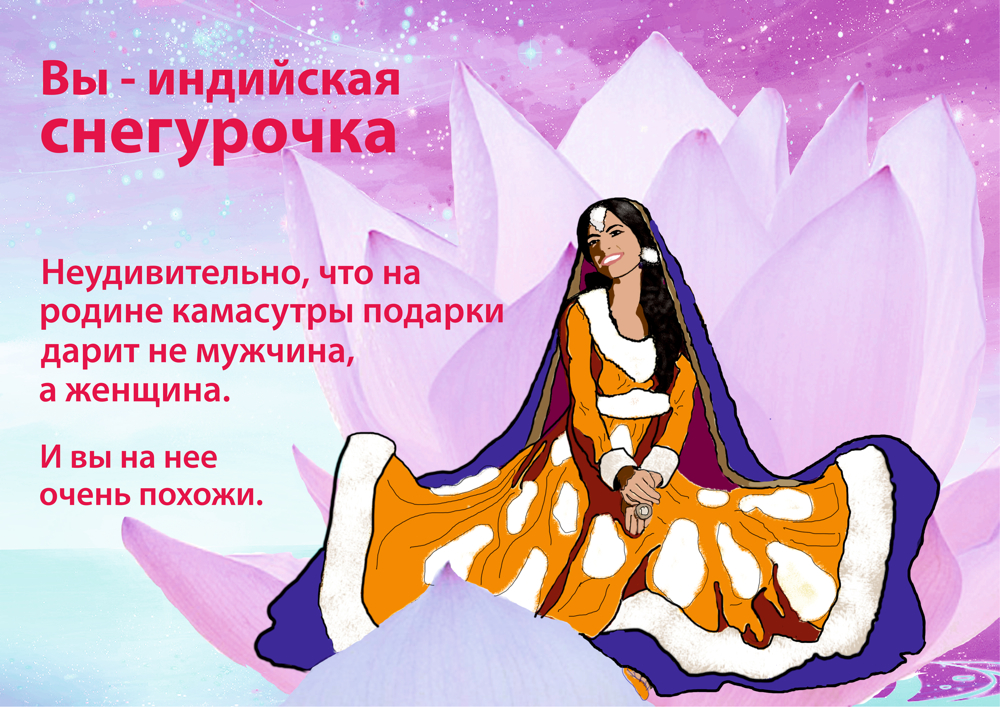 Вы - индийская
снегурочка
Неудивительно, что на
родине камасутры подарки
дарит не мужчина,
а женщина.
И вы на нее
очень похожи.